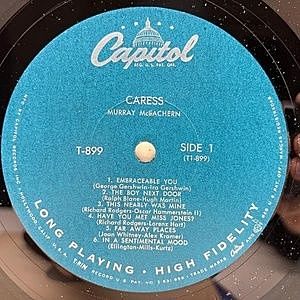 Capitol
REG. U.S. PAT. OFF.
CARESS
MURRAY McEACHERN
T-899
SIDE 1
(T1-899)
1. EMBRACEABLE YOU
(George Gershwin-Ira Gershwin)
2. THE BOY NEXT DOOR
(Ralph Blane-Hugh Martin)
3. THIS NEARLY WAS MINE
(Richard Rodgers-Oscar Hammerstein II)
4. HAVE YOU MET MISS JONES?
(Richard Rodgers-Lorenz Hart)
5. FAR AWAY PLACES
(Joan Whitney-Alex Kramer)
6. IN A SENTIMENTAL MOOD
(Ellington-Mills-Kurtz)
LONG PLAYING • HIGH FIDELITY